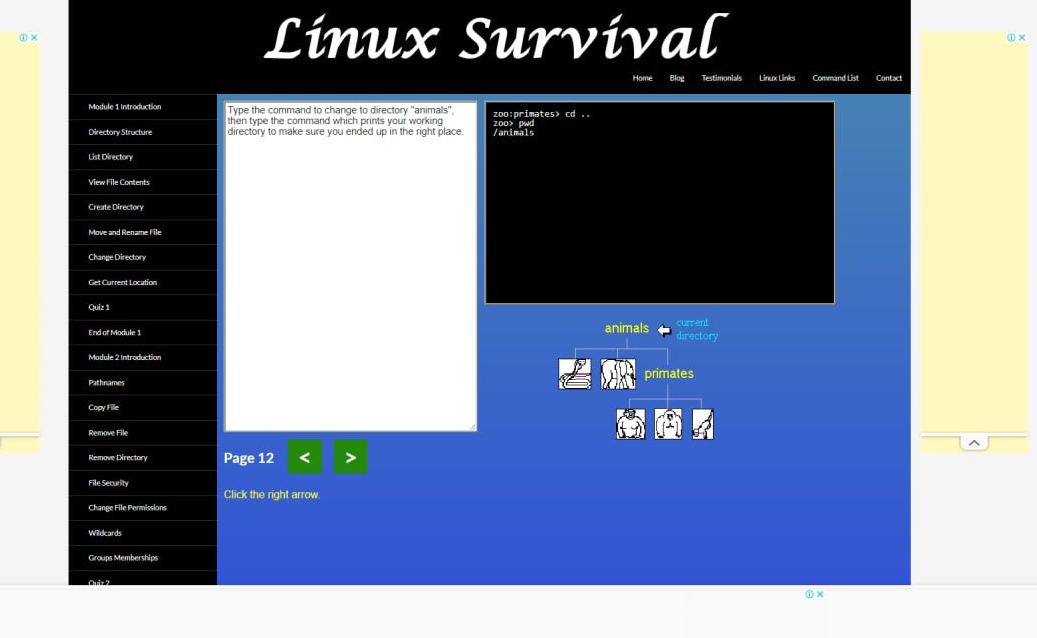 Linux Survival
Home Blog Testimonials Linux Links Command List Contact
Module 1 Introduction
Directory Structure
List Directory
View File Contents
Create Directory
Move and Rename File
Change Directory
Get Current Location
Quiz 1
End of Module 1
Module 2 Introduction
Pathnames
Copy File
Remove File
Remove Directory
File Security
Change File Permissions
Wildcards
Groups Memberships
Quiz 2
Type the command to change to directory "animals",
then type the command which prints your working
directory to make sure you ended up in the right place.
zoo:primates> cd ..
zoo> pwd
/animals
animals
current
directory
primates
Page 12 < >
Click the right arrow.